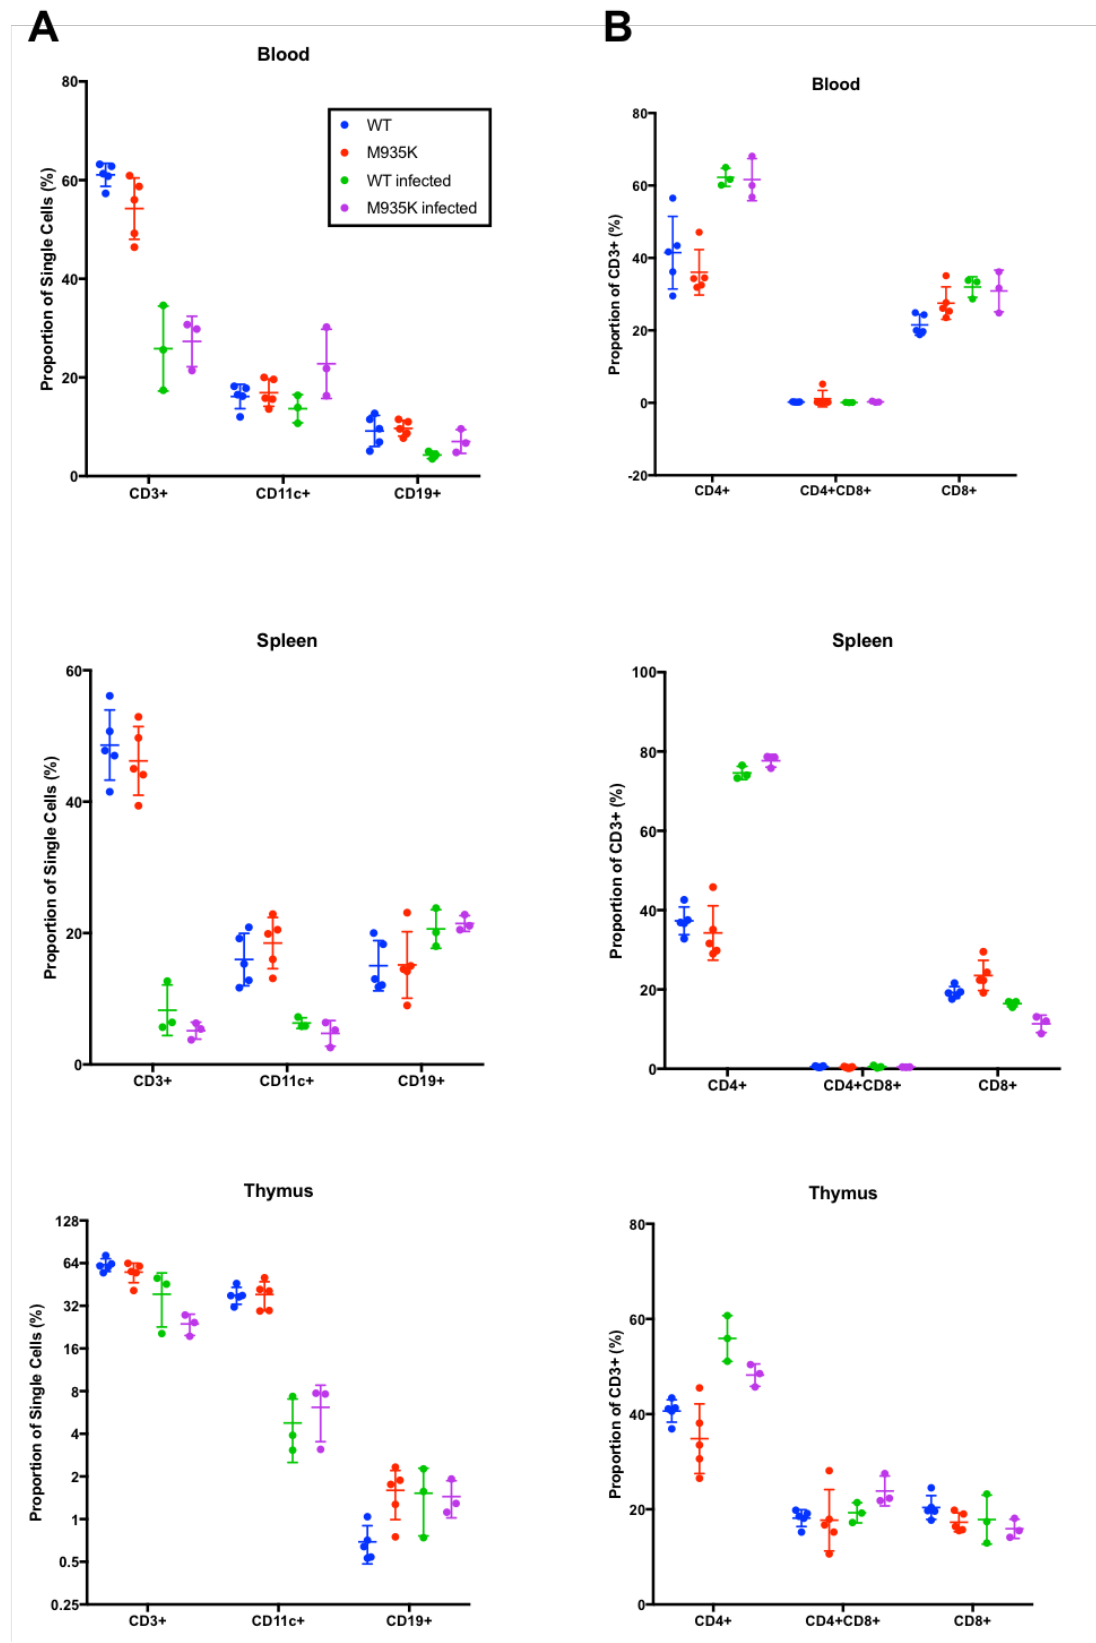 A
B
Blood
80
60
40
20
0
Proportion of Single Cells (%)
WT
M935K
WT infected
M935K infected
CD3+ CD11c+ CD19+
Blood
80
60
40
20
0
-20
Proportion of CD3+ (%)
CD4+ CD4+CD8+ CD8+
Spleen
60
40
20
0
Proportion of Single Cells (%)
CD3+ CD11c+ CD19+
Spleen
100
80
60
40
20
0
Proportion of CD3+ (%)
CD4+ CD4+CD8+ CD8+
Thymus
128
64
32
16
8
4
2
1
0.5
0.25
Proportion of Single Cells (%)
CD3+ CD11c+ CD19+
Thymus
80
60
40
20
0
Proportion of CD3+ (%)
CD4+ CD4+CD8+ CD8+